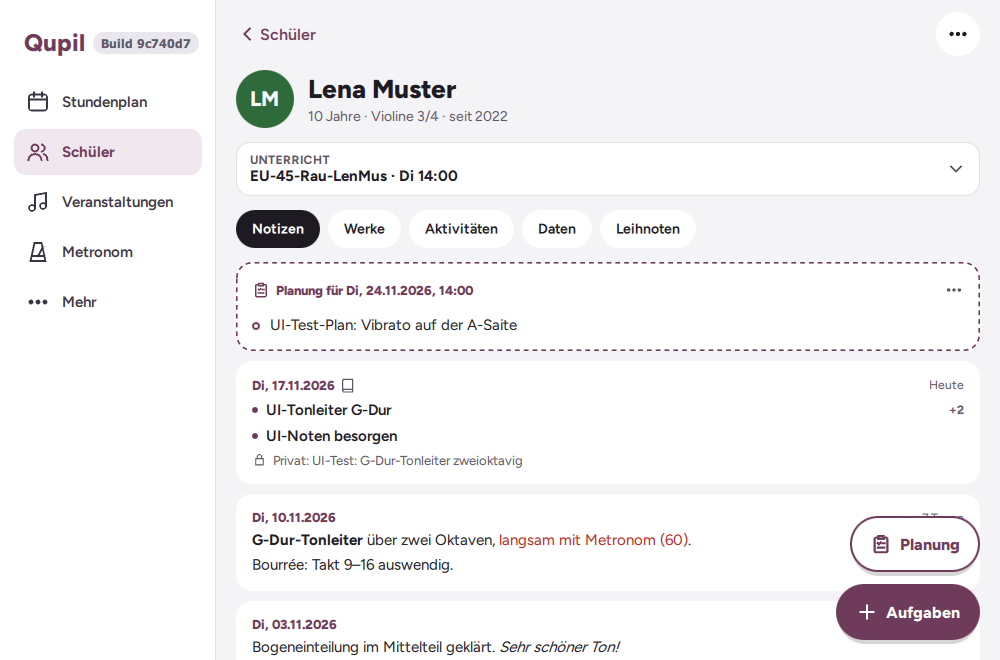 Qupil Build 9c740d7
Stundenplan
Schüler
Veranstaltungen
Metronom
Mehr
Schüler
LM
Lena Muster
10 Jahre · Violine 3/4 · seit 2022
UNTERRICHT
EU-45-Rau-LenMus · Di 14:00
Notizen Werke Aktivitäten Daten Leihnoten
Planung für Di, 24.11.2026, 14:00
UI-Test-Plan: Vibrato auf der A-Saite
Di, 17.11.2026 Heute
UI-Tonleiter G-Dur +2
UI-Noten besorgen
Privat: UI-Test: G-Dur-Tonleiter zweioktavig
Di, 10.11.2026
G-Dur-Tonleiter über zwei Oktaven, langsam mit Metronom (60).
Bourrée: Takt 9–16 auswendig.
Planung
Aufgaben
Di, 03.11.2026
Bogeneinteilung im Mittelteil geklärt. Sehr schöner Ton!